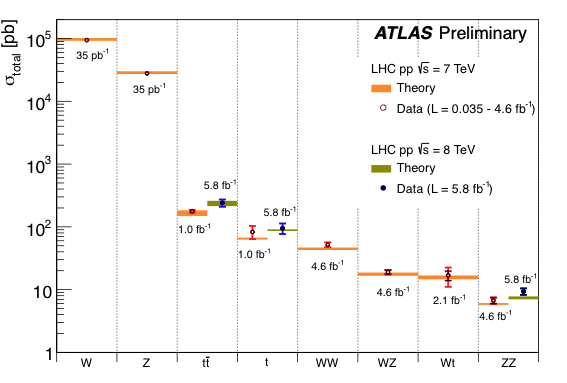 ATLAS Preliminary
σtotal [pb]
10⁵
10⁴
10³
10²
10
1
LHC pp √s = 7 TeV
Theory
Data (L = 0.035 - 4.6 fb⁻¹)
LHC pp √s = 8 TeV
Theory
Data (L = 5.8 fb⁻¹)
35 pb⁻¹
35 pb⁻¹
5.8 fb⁻¹
1.0 fb⁻¹
5.8 fb⁻¹
1.0 fb⁻¹
4.6 fb⁻¹
4.6 fb⁻¹
2.1 fb⁻¹
5.8 fb⁻¹
4.6 fb⁻¹
W Z tt̄ t WW WZ Wt ZZ